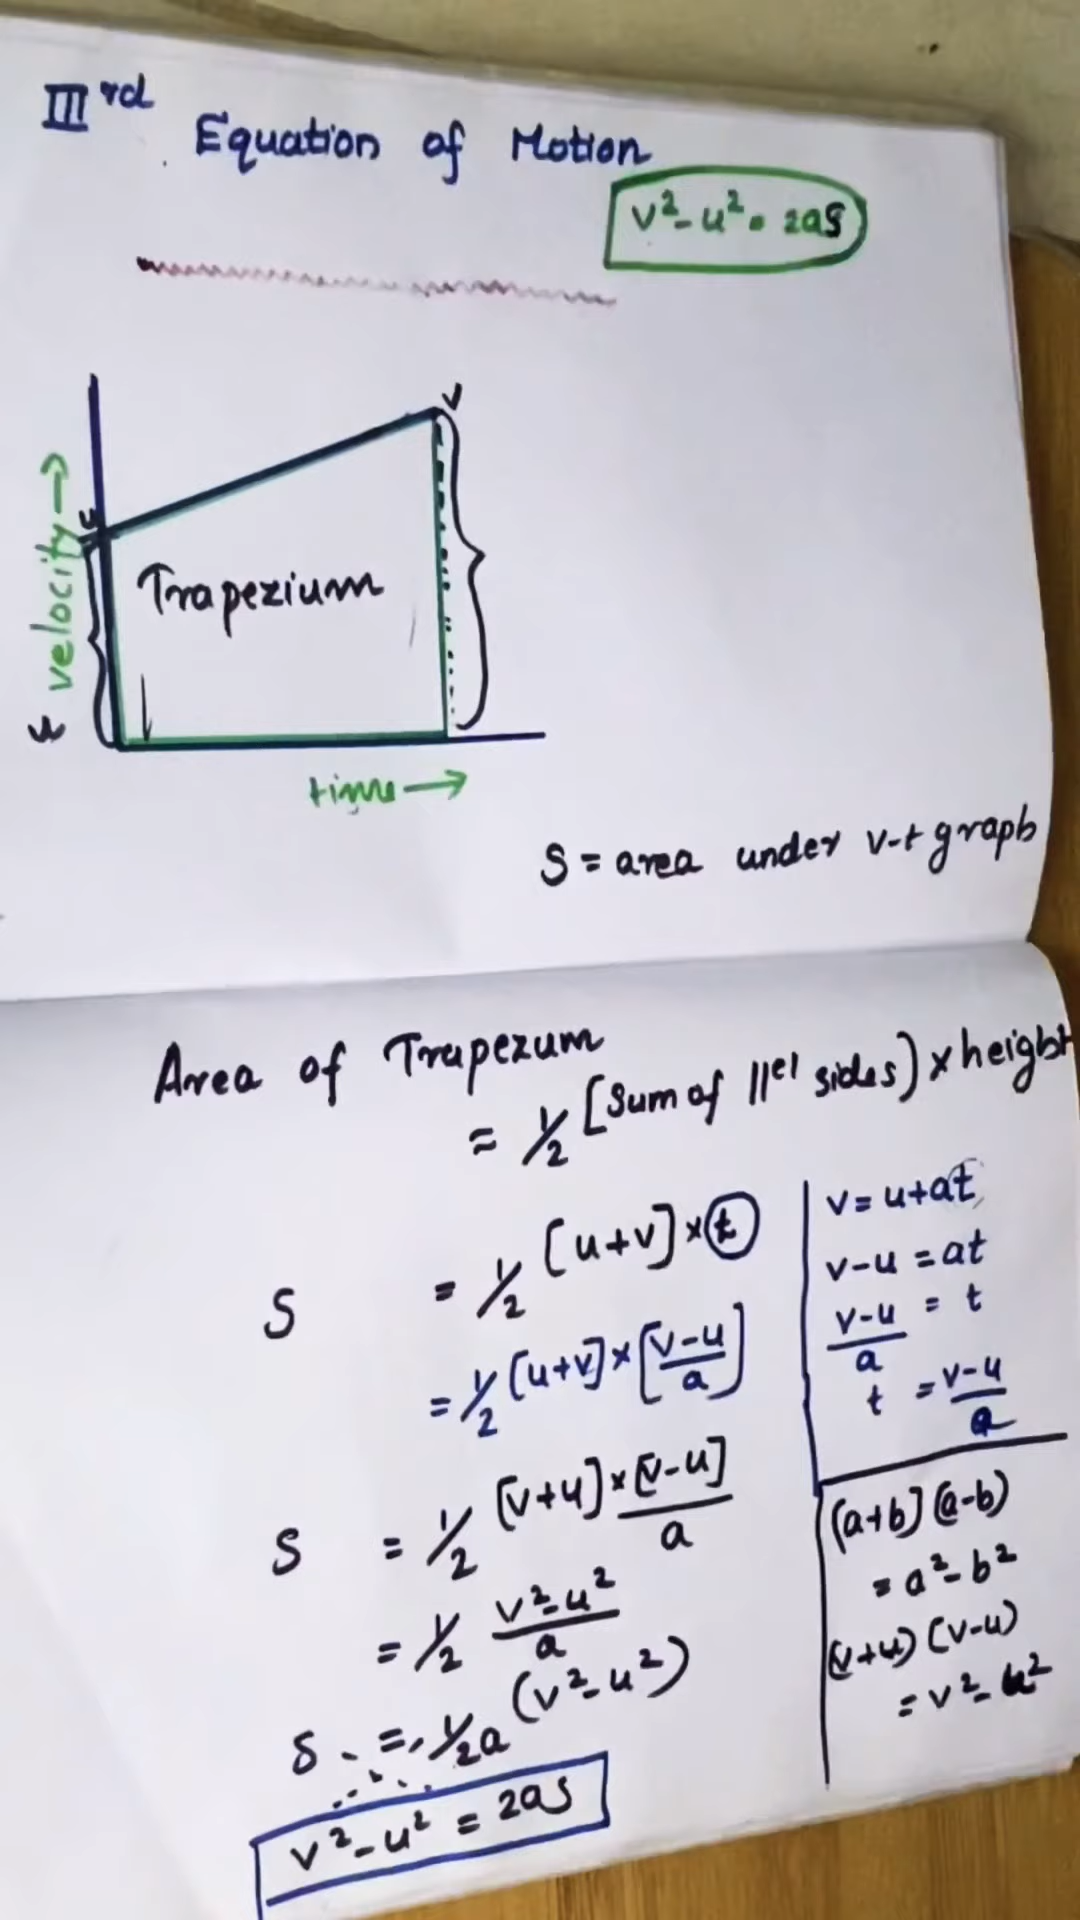 IIIrd
Equation of Motion
v²-u² = 2as
v
u
velocity→
Trapezium
u
time→
S = area under v-t graph
Area of Trapezum
= 1/2 [Sum of ||el sides) × height
S = 1/2 [u+v] × t
= 1/2 [u+v] × [v-u/a]
S = 1/2 [v+u] × [v-u]/a
= 1/2 v²-u²/a
S = 1/2a (v²-u²)
v²-u² = 2as
v = u+at
v-u = at
v-u/a = t
t = v-u/a
(a+b] (a-b)
= a²-b²
(v+u) (v-u)
= v²-u²